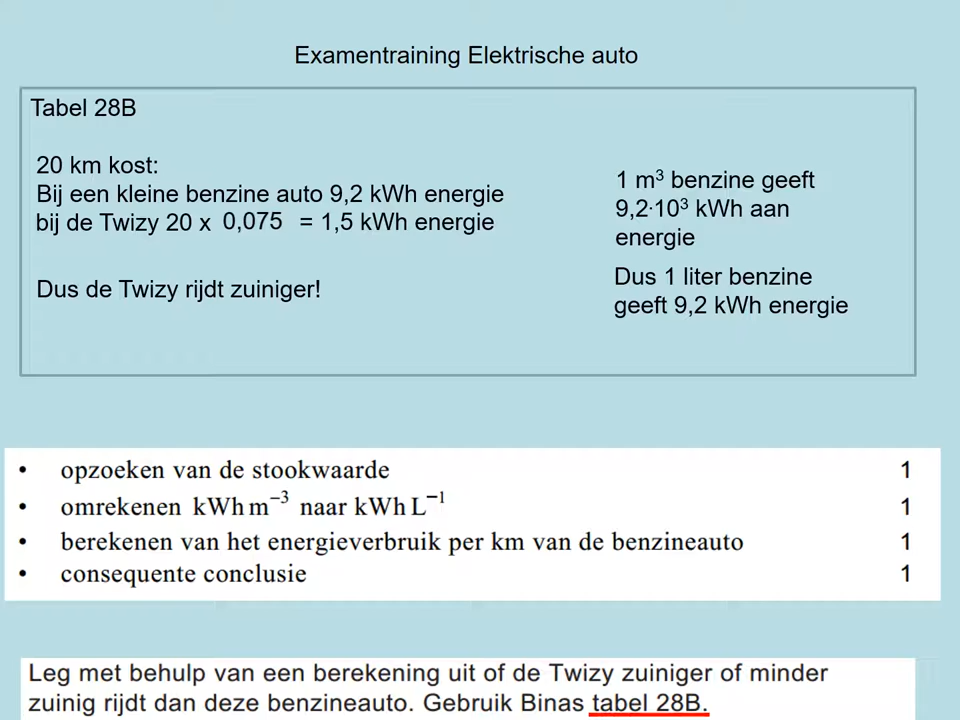 Examentraining Elektrische auto
Tabel 28B
20 km kost:
Bij een kleine benzine auto 9,2 kWh energie
bij de Twizy 20 x 0,075 = 1,5 kWh energie
Dus de Twizy rijdt zuiniger!
1 m³ benzine geeft
9,2·10³ kWh aan
energie
Dus 1 liter benzine
geeft 9,2 kWh energie
• opzoeken van de stookwaarde 1
• omrekenen kWh m⁻³ naar kWh L⁻¹ 1
• berekenen van het energieverbruik per km van de benzineauto 1
• consequente conclusie 1
Leg met behulp van een berekening uit of de Twizy zuiniger of minder
zuinig rijdt dan deze benzineauto. Gebruik Binas tabel 28B.